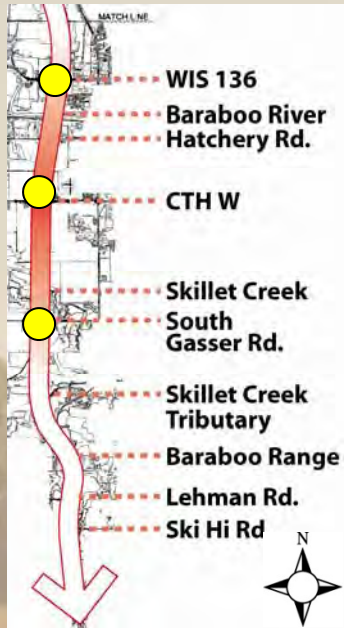 MATCH LINE
WIS 136
Baraboo River
Hatchery Rd.
CTH W
Skillet Creek
South
Gasser Rd.
Skillet Creek
Tributary
Baraboo Range
Lehman Rd.
Ski Hi Rd
N